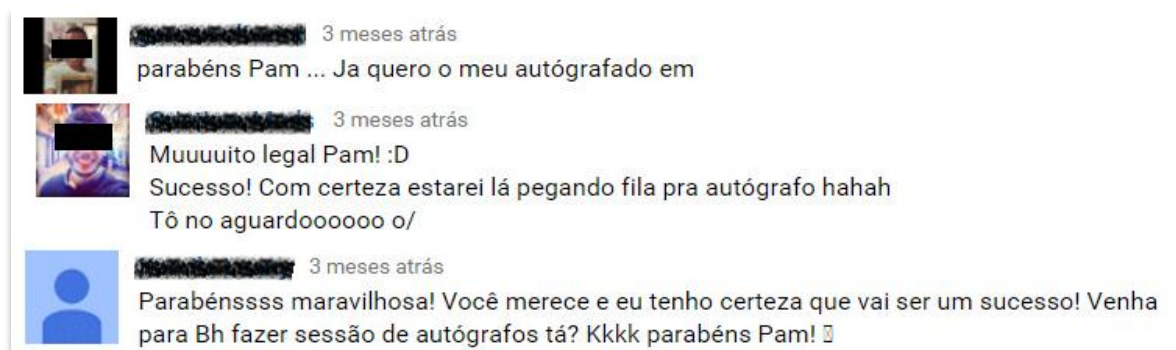 3 meses atrás
parabéns Pam ... Ja quero o meu autógrafado em
3 meses atrás
Muuuuito legal Pam! :D
Sucesso! Com certeza estarei lá pegando fila pra autógrafo hahah
Tô no aguardoooooo o/
3 meses atrás
Parabénssss maravilhosa! Você merece e eu tenho certeza que vai ser um sucesso! Venha
para Bh fazer sessão de autógrafos tá? Kkkk parabéns Pam!